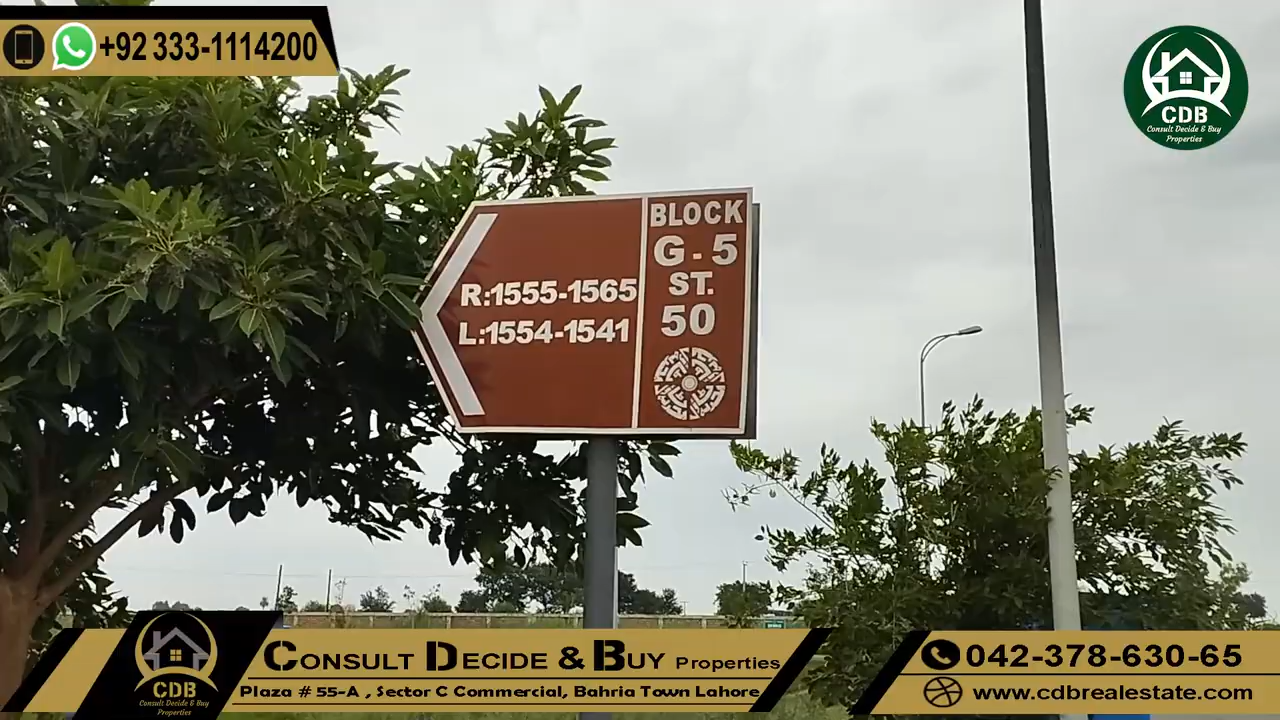 +92 333-1114200
CDB
Consult Decide & Buy
Properties
BLOCK
G - 5
ST.
50
R:1555-1565
L:1554-1541
CDB
Consult Decide & Buy
Properties
CONSULT DECIDE & BUY Properties
Plaza # 55-A , Sector C Commercial, Bahria Town Lahore
042-378-630-65
www.cdbrealestate.com